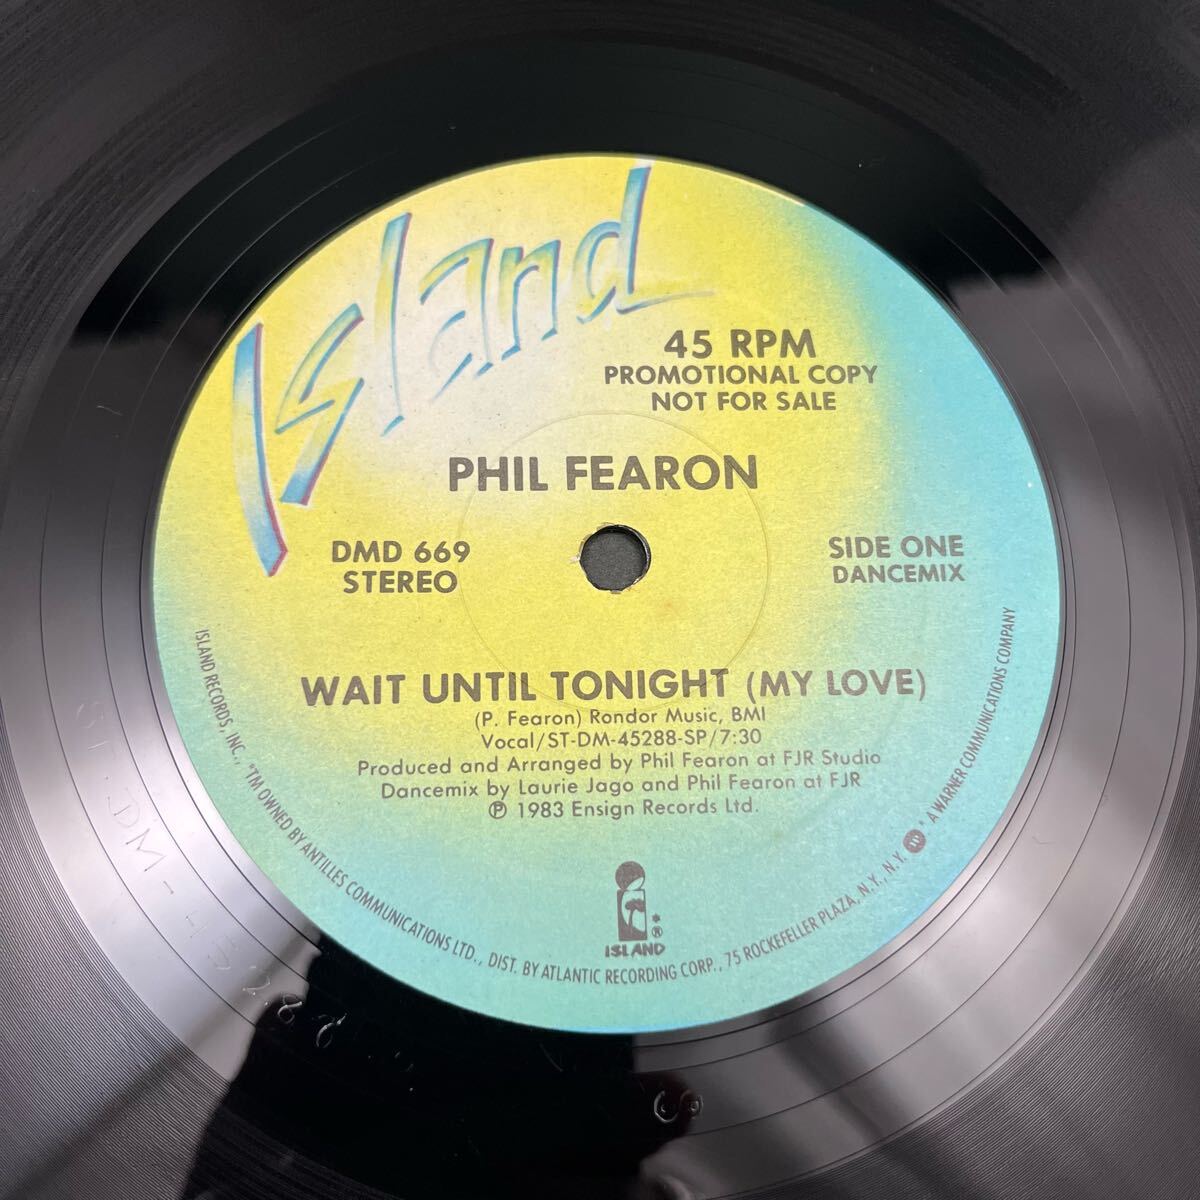 Island
45 RPM
PROMOTIONAL COPY
NOT FOR SALE
PHIL FEARON
DMD 669
STEREO
SIDE ONE
DANCEMIX
WAIT UNTIL TONIGHT (MY LOVE)
(P. Fearon) Rondor Music, BMI
Vocal/ST-DM-45288-SP/7:30
Produced and Arranged by Phil Fearon at FJR Studio
Dancemix by Laurie Jago and Phil Fearon at FJR
℗ 1983 Ensign Records Ltd.
ISLAND
ISLAND RECORDS, INC., *TM OWNED BY ANTILLES COMMUNICATIONS LTD., DIST. BY ATLANTIC RECORDING CORP., 75 ROCKEFELLER PLAZA, N.Y., N.Y. * A WARNER COMMUNICATIONS COMPANY
ST-DM-45288